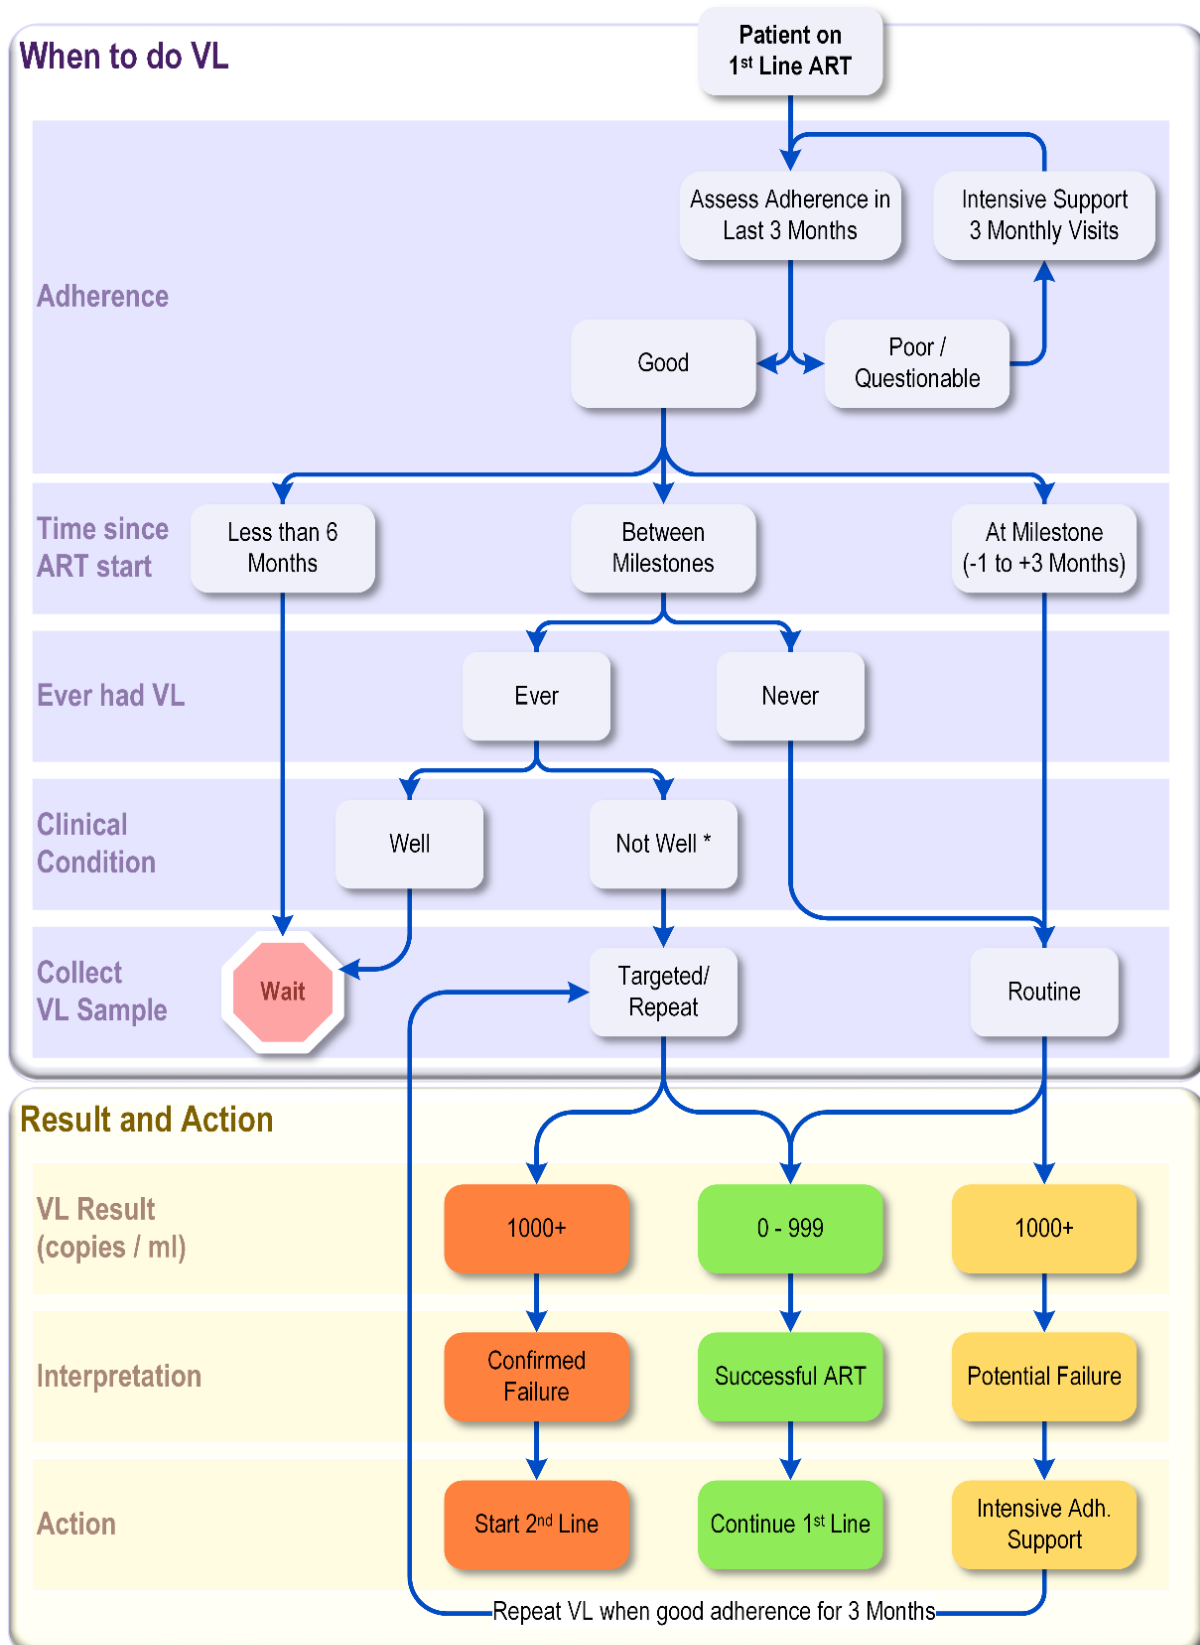 When to do VL
Patient on
1st Line ART
Adherence
Assess Adherence in
Last 3 Months
Intensive Support
3 Monthly Visits
Good
Poor /
Questionable
Time since
ART start
Less than 6
Months
Between
Milestones
At Milestone
(-1 to +3 Months)
Ever had VL
Ever
Never
Clinical
Condition
Well
Not Well *
Collect
VL Sample
Wait
Targeted/
Repeat
Routine
Result and Action
VL Result
(copies / ml)
1000+
0 - 999
1000+
Interpretation
Confirmed
Failure
Successful ART
Potential Failure
Action
Start 2nd Line
Continue 1st Line
Intensive Adh.
Support
Repeat VL when good adherence for 3 Months